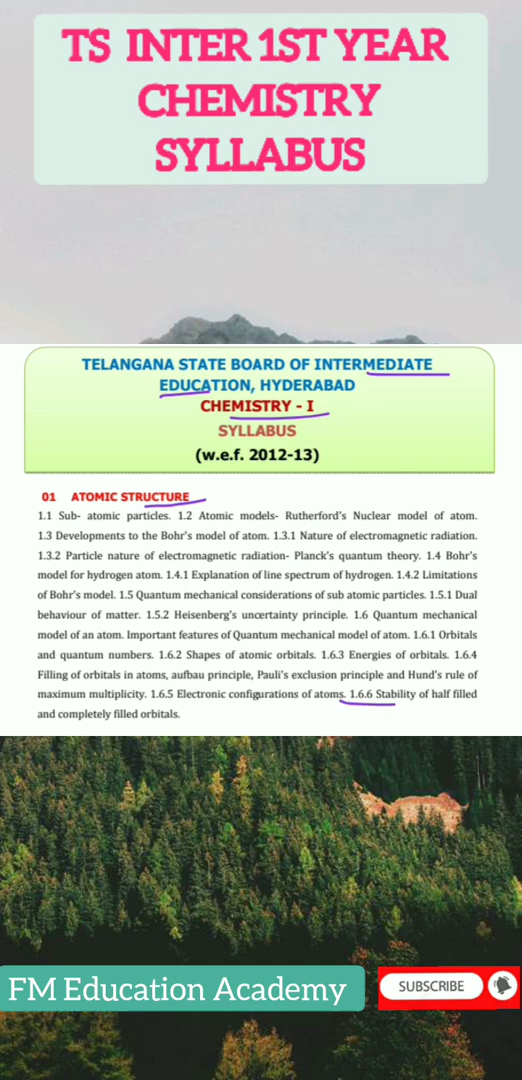 TS INTER 1ST YEAR
CHEMISTRY
SYLLABUS
TELANGANA STATE BOARD OF INTERMEDIATE
EDUCATION, HYDERABAD
CHEMISTRY - I
SYLLABUS
(w.e.f. 2012-13)
01 ATOMIC STRUCTURE
1.1 Sub- atomic particles. 1.2 Atomic models- Rutherford's Nuclear model of atom.
1.3 Developments to the Bohr's model of atom. 1.3.1 Nature of electromagnetic radiation.
1.3.2 Particle nature of electromagnetic radiation- Planck's quantum theory. 1.4 Bohr's
model for hydrogen atom. 1.4.1 Explanation of line spectrum of hydrogen. 1.4.2 Limitations
of Bohr's model. 1.5 Quantum mechanical considerations of sub atomic particles. 1.5.1 Dual
behaviour of matter. 1.5.2 Heisenberg's uncertainty principle. 1.6 Quantum mechanical
model of an atom. Important features of Quantum mechanical model of atom. 1.6.1 Orbitals
and quantum numbers. 1.6.2 Shapes of atomic orbitals. 1.6.3 Energies of orbitals. 1.6.4
Filling of orbitals in atoms, aufbau principle, Pauli's exclusion principle and Hund's rule of
maximum multiplicity. 1.6.5 Electronic configurations of atoms. 1.6.6 Stability of half filled
and completely filled orbitals.
FM Education Academy
SUBSCRIBE